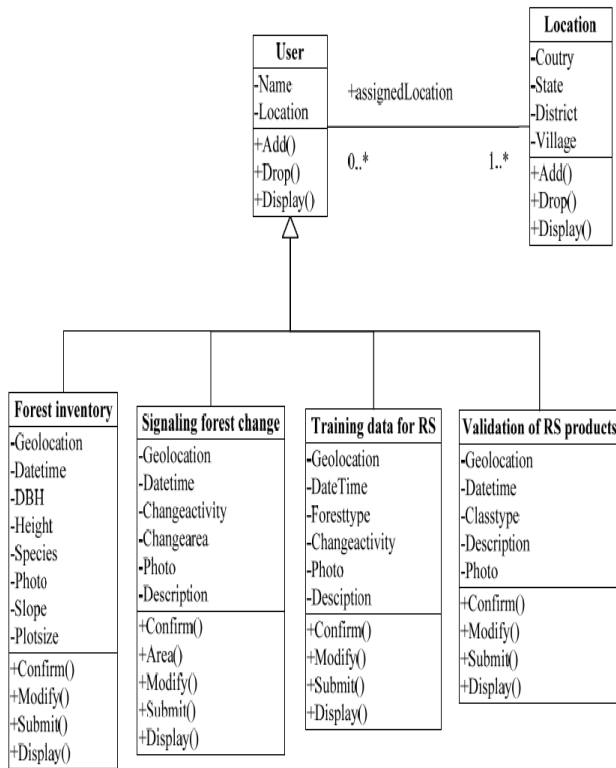 User
-Name
-Location
+Add()
+Drop()
+Display()
+assignedLocation
0..*
1..*
Location
-Coutry
-State
-District
-Village
+Add()
+Drop()
+Display()
Forest inventory
-Geolocation
-Datetime
-DBH
-Height
-Species
-Photo
-Slope
-Plotsize
+Confirm()
+Modify()
+Submit()
+Display()
Signaling forest change
-Geolocation
-Datetime
-Changeactivity
-Changearea
-Photo
-Description
+Confirm()
+Area()
+Modify()
+Submit()
+Display()
Training data for RS
-Geolocation
-DateTime
-Foresttype
-Changeactivity
-Photo
-Desciption
+Confirm()
+Modify()
+Submit()
+Display()
Validation of RS products
-Geolocation
-Datetime
-Classtype
-Description
-Photo
+Confirm()
+Modify()
+Submit()
+Display()